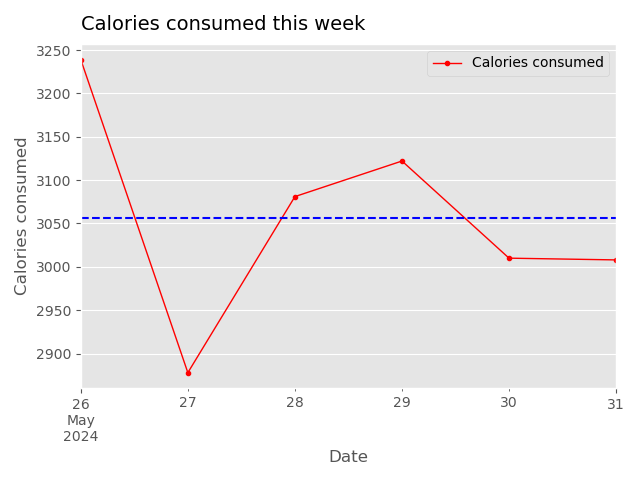 Calories consumed this week
Calories consumed
3250
3200
3150
3100
3050
3000
2950
2900
Calories consumed
26 27 28 29 30 31
May
2024
Date